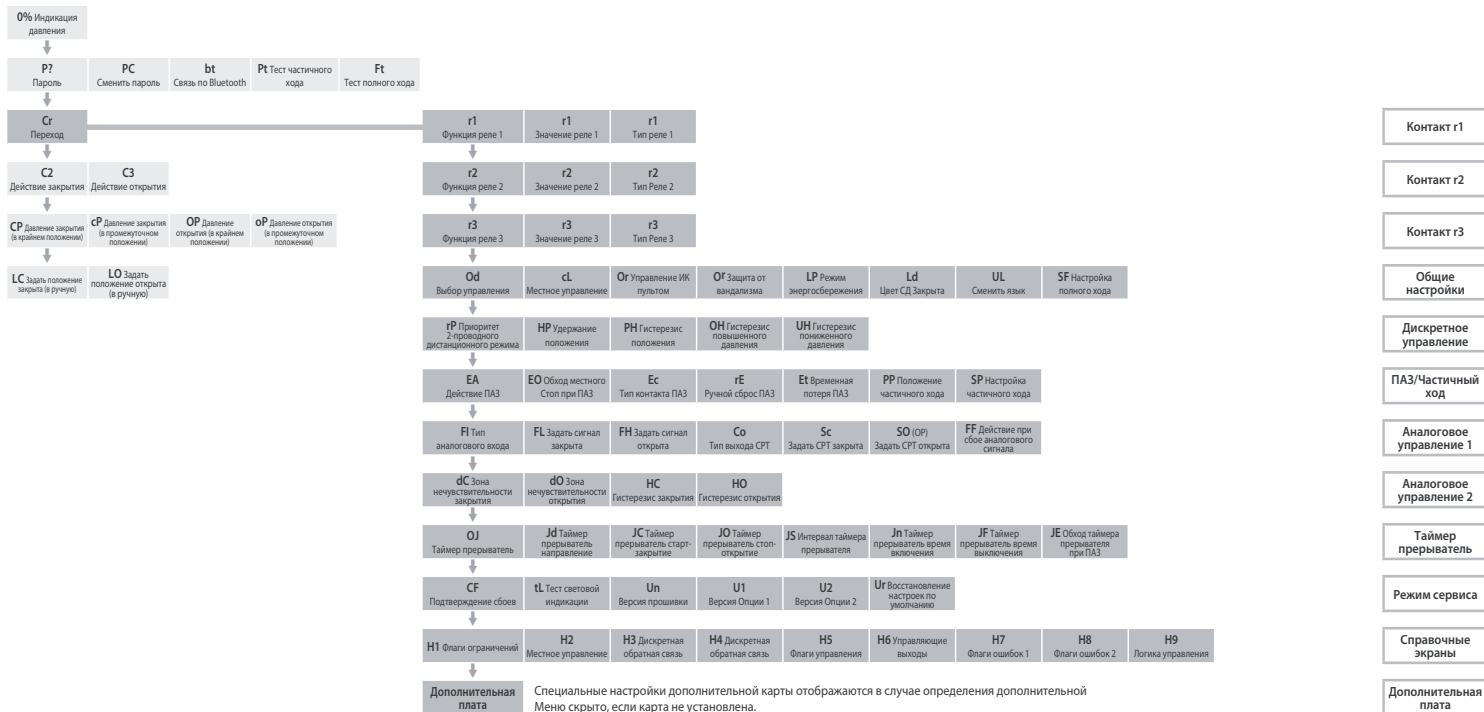 0% Индикация
давления
P?
Пароль
PC
Сменить пароль
bt
Связь по Bluetooth
Pt Тест частичного
хода
Ft
Тест полного хода
Cr
Переход
r1
Функция реле 1
r1
Значение реле 1
r1
Тип реле 1
Контакт r1
C2
Действие закрытия
C3
Действие открытия
r2
Функция реле 2
r2
Значение реле 2
r2
Тип Реле 2
Контакт r2
CP Давление закрытия
(в крайнем положении)
cP Давление закрытия
(в промежуточном
положении)
OP Давление
открытия (в крайнем
положении)
oP Давление открытия
(в промежуточном
положении)
r3
Функция реле 3
r3
Значение реле 3
r3
Тип Реле 3
Контакт r3
LC Задать положение
закрыта (в ручную)
LO Задать
положение открыта
(в ручную)
Od
Выбор управления
cL
Местное управление
Or Управление ИК
пультом
Or Защита от
вандализма
LP Режим
энергосбережения
Ld
Цвет СД Закрыта
UL
Сменить язык
SF Настройка
полного хода
Общие
настройки
rP Приоритет
2-проводного
дистанционного режима
HP Удержание
положения
PH Гистерезис
положения
OH Гистерезис
повышенного
давления
UH Гистерезис
пониженного
давления
Дискретное
управление
EA
Действие ПАЗ
EO Обход местного
Стоп при ПАЗ
Ec
Тип контакта ПАЗ
rE
Ручной сброс ПАЗ
Et Временная
потеря ПАЗ
PP Положение
частичного хода
SP Настройка
частичного хода
ПАЗ/Частичный
ход
FI Тип
аналогового входа
FL Задать сигнал
закрыта
FH Задать сигнал
открыта
Co
Тип выхода CPT
Sc
Задать CPT закрыта
SO (OP)
Задать CPT открыта
FF Действие при
сбое аналогового
сигнала
Аналоговое
управление 1
dC Зона
нечувствительности
закрытия
dO Зона
нечувствительности
открытия
HC
Гистерезис закрытия
HO
Гистерезис открытия
Аналоговое
управление 2
OJ
Таймер прерыватель
Jd Таймер
прерыватель
направление
JC Таймер
прерыватель старт-
закрытие
JO Таймер
прерыватель стоп-
открытие
JS Интервал таймера
прерывателя
Jn Таймер
прерыватель время
включения
JF Таймер
прерыватель время
выключения
JE Обход таймера
прерывателя
при ПАЗ
Таймер
прерыватель
CF
Подтверждение сбоев
tL Тест световой
индикации
Un
Версия прошивки
U1
Версия Опции 1
U2
Версия Опции 2
Ur Восстановление
настроек по
умолчанию
Режим сервиса
H1 Флаги ограничений
H2
Местное управление
H3 Дискретная
обратная связь
H4 Дискретная
обратная связь
H5
Флаги управления
H6 Управляющие
выходы
H7
Флаги ошибок 1
H8
Флаги ошибок 2
H9
Логика управления
Справочные
экраны
Дополнительная
плата
Специальные настройки дополнительной карты отображаются в случае определения дополнительной
Меню скрыто, если карта не установлена.
Дополнительная
плата